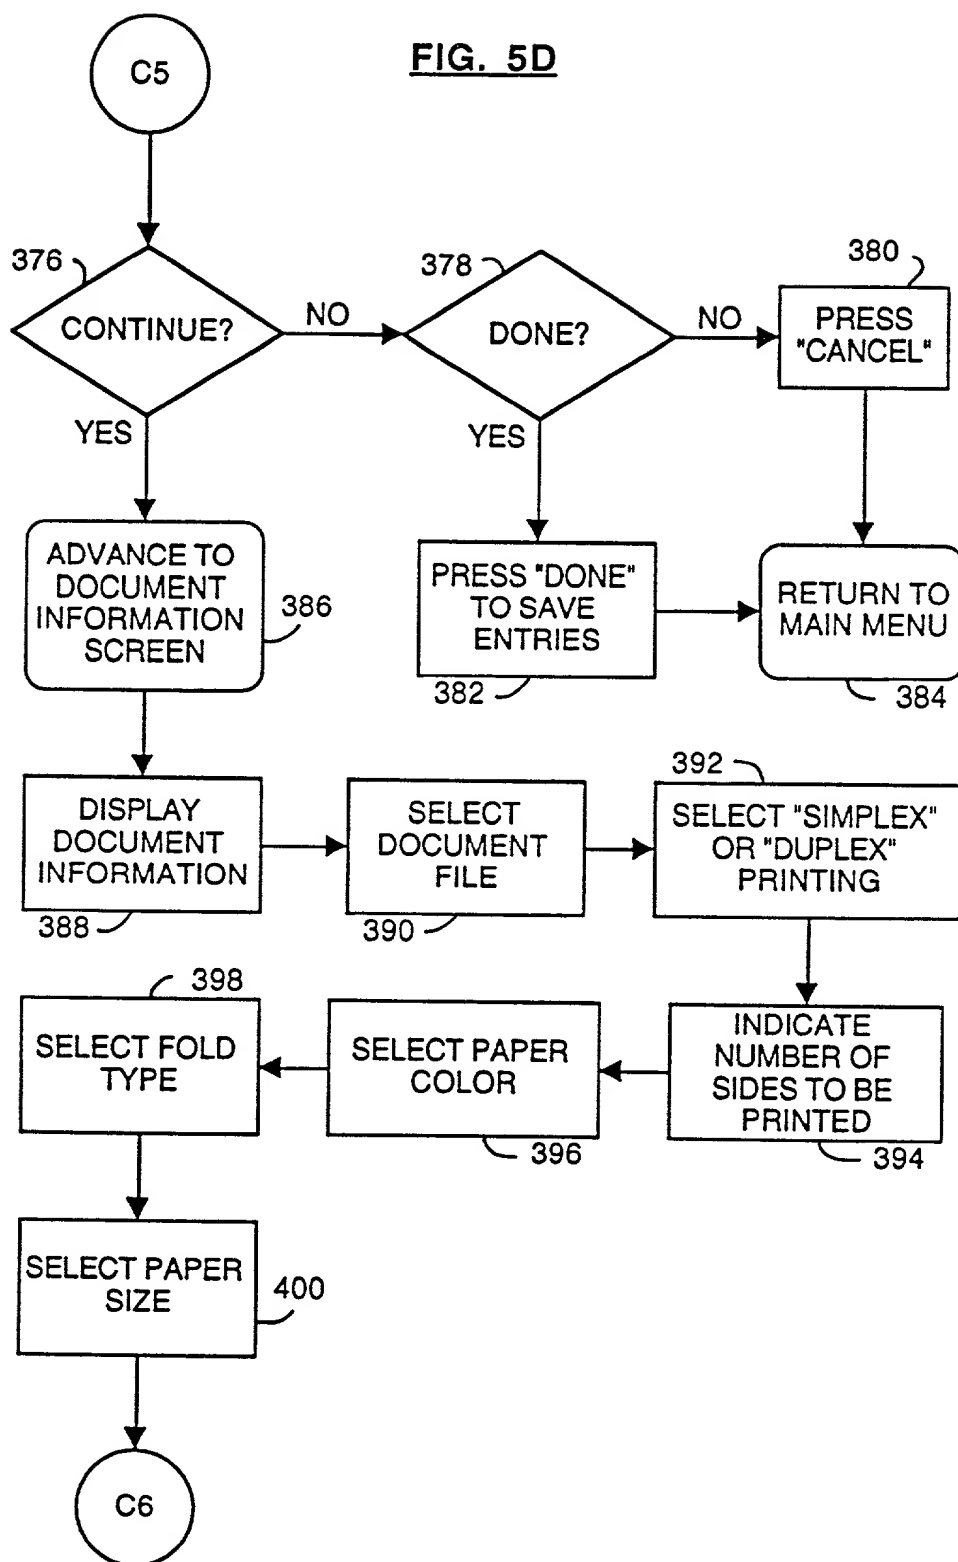 FIG. 5D
C5
376
CONTINUE?
NO
378
DONE?
NO
380
PRESS
"CANCEL"
YES
YES
ADVANCE TO
DOCUMENT
INFORMATION
SCREEN
386
PRESS "DONE"
TO SAVE
ENTRIES
382
RETURN TO
MAIN MENU
384
DISPLAY
DOCUMENT
INFORMATION
388
SELECT
DOCUMENT
FILE
390
392
SELECT "SIMPLEX"
OR "DUPLEX"
PRINTING
INDICATE
NUMBER OF
SIDES TO BE
PRINTED
394
SELECT PAPER
COLOR
396
398
SELECT FOLD
TYPE
SELECT PAPER
SIZE
400
C6